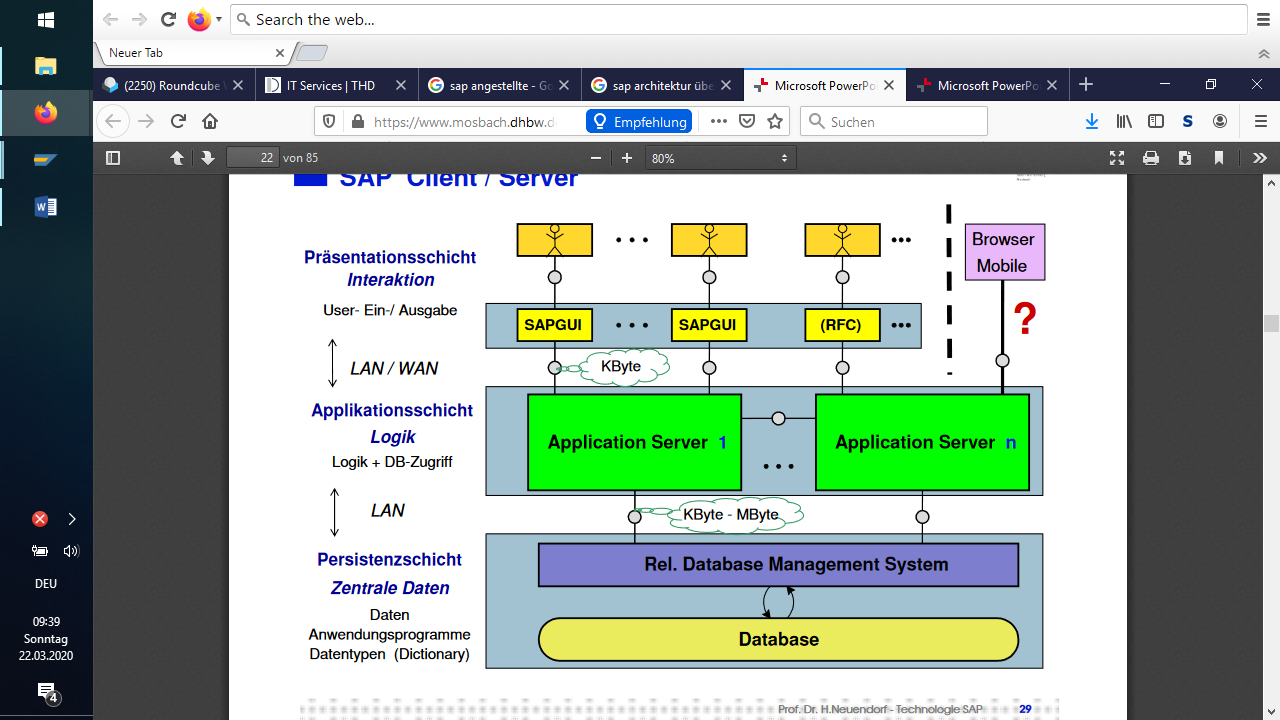 Search the web...
Neuer Tab
(2250) Roundcube
IT Services | THD
sap angestellte - Go
sap architektur übe
Microsoft PowerPo
Microsoft PowerPo
https://www.mosbach.dhbw.d
Empfehlung
Suchen
22 von 85
80%
SAP Client / Server
Browser
Mobile
Präsentationsschicht
Interaktion
User- Ein-/ Ausgabe
SAPGUI
SAPGUI
(RFC)
?
LAN / WAN
KByte
Applikationsschicht
Logik
Logik + DB-Zugriff
Application Server 1
Application Server n
LAN
KByte - MByte
Persistenzschicht
Zentrale Daten
Daten
Anwendungsprogramme
Datentypen (Dictionary)
Rel. Database Management System
Database
Prof. Dr. H.Neuendorf - Technologie SAP 29
DEU
09:39
Sonntag
22.03.2020
4